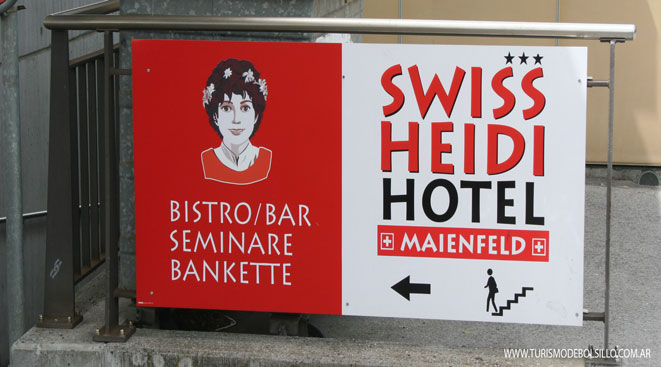 BISTRO/BAR
SEMINARE
BANKETTE
SWISS
HEIDI
HOTEL
MAIENFELD
WWW.TURISMODEBOLSILLO.COM.AR